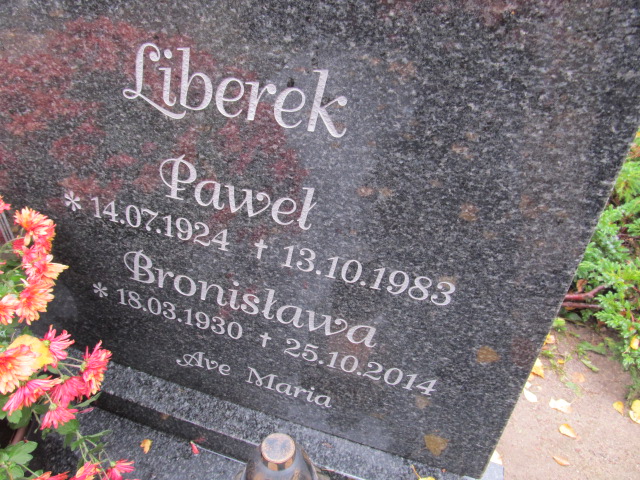 Liberek
Paweł
* 14.07.1924 † 13.10.1983
Bronisława
* 18.03.1930 † 25.10.2014
Ave Maria